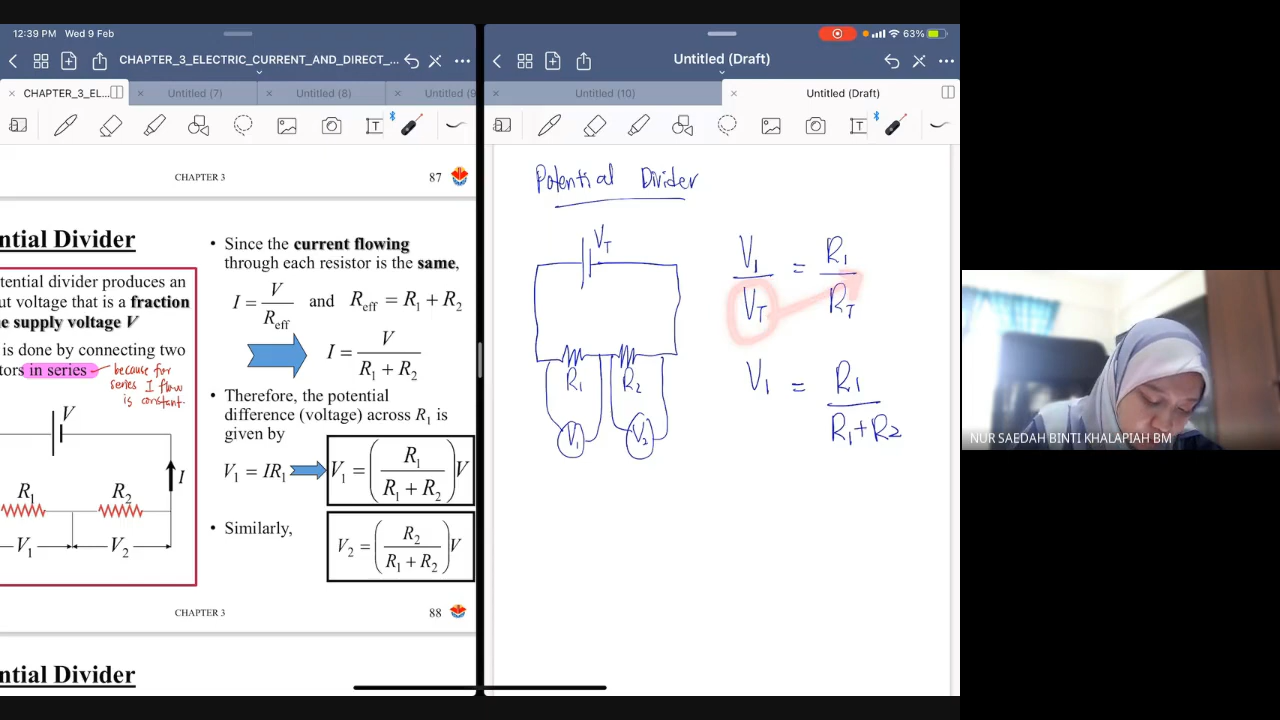 12:39 PM Wed 9 Feb
63%
CHAPTER_3_ELECTRIC_CURRENT_AND_DIRECT_...
CHAPTER_3_EL...
Untitled (7)
Untitled (8)
Untitled (9
CHAPTER 3
87
ntial Divider
tential divider produces an
ut voltage that is a fraction
e supply voltage V
is done by connecting two
tors in series
because for
series I flow
is constant.
V
I
R1
R2
V1
V2
• Since the current flowing
through each resistor is the same,
I = V / Reff and Reff = R1 + R2
I = V / (R1 + R2)
• Therefore, the potential
difference (voltage) across R1 is
given by
V1 = IR1
V1 = (R1 / (R1 + R2)) V
• Similarly,
V2 = (R2 / (R1 + R2)) V
CHAPTER 3
88
ntial Divider
Untitled (Draft)
Untitled (10)
Untitled (Draft)
Potential Divider
VT
R1
R2
V1
V2
V1 / VT = R1 / RT
V1 = R1 / (R1+R2)
NUR SAEDAH BINTI KHALAPIAH BM